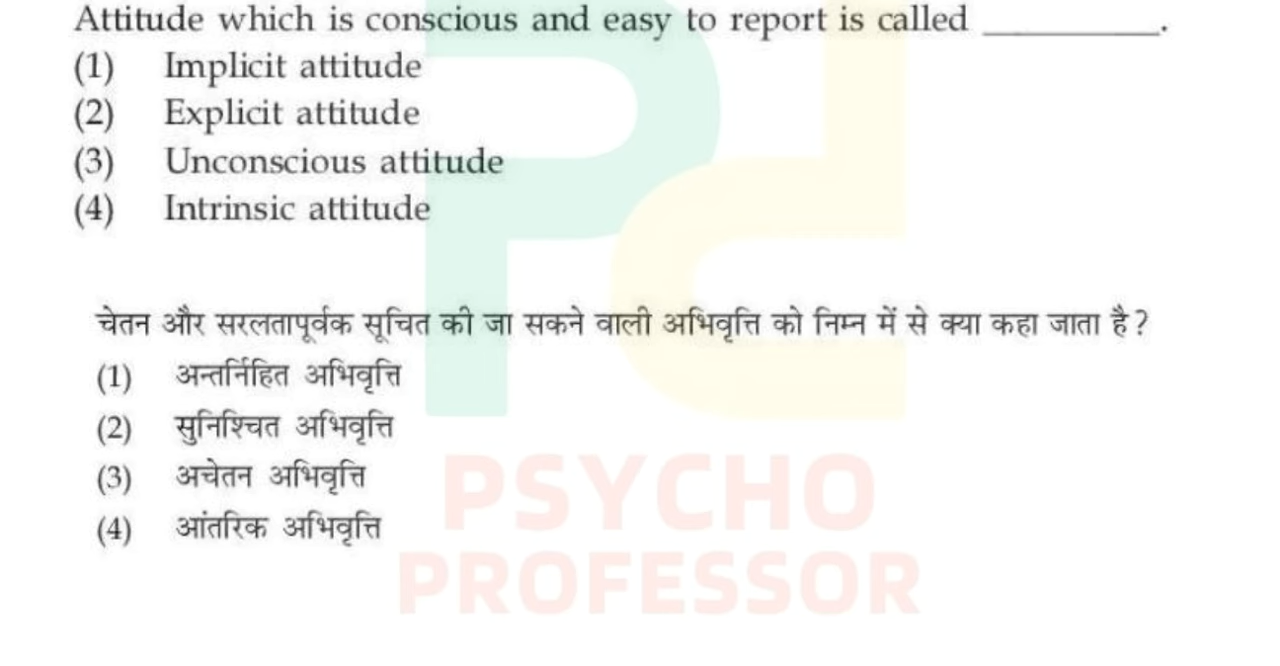 Attitude which is conscious and easy to report is called __________.
(1) Implicit attitude
(2) Explicit attitude
(3) Unconscious attitude
(4) Intrinsic attitude
चेतन और सरलतापूर्वक सूचित की जा सकने वाली अभिवृत्ति को निम्न में से क्या कहा जाता है ?
(1) अन्तर्निहित अभिवृत्ति
(2) सुनिश्चित अभिवृत्ति
(3) अचेतन अभिवृत्ति
(4) आंतरिक अभिवृत्ति
PSYCHO
PROFESSOR